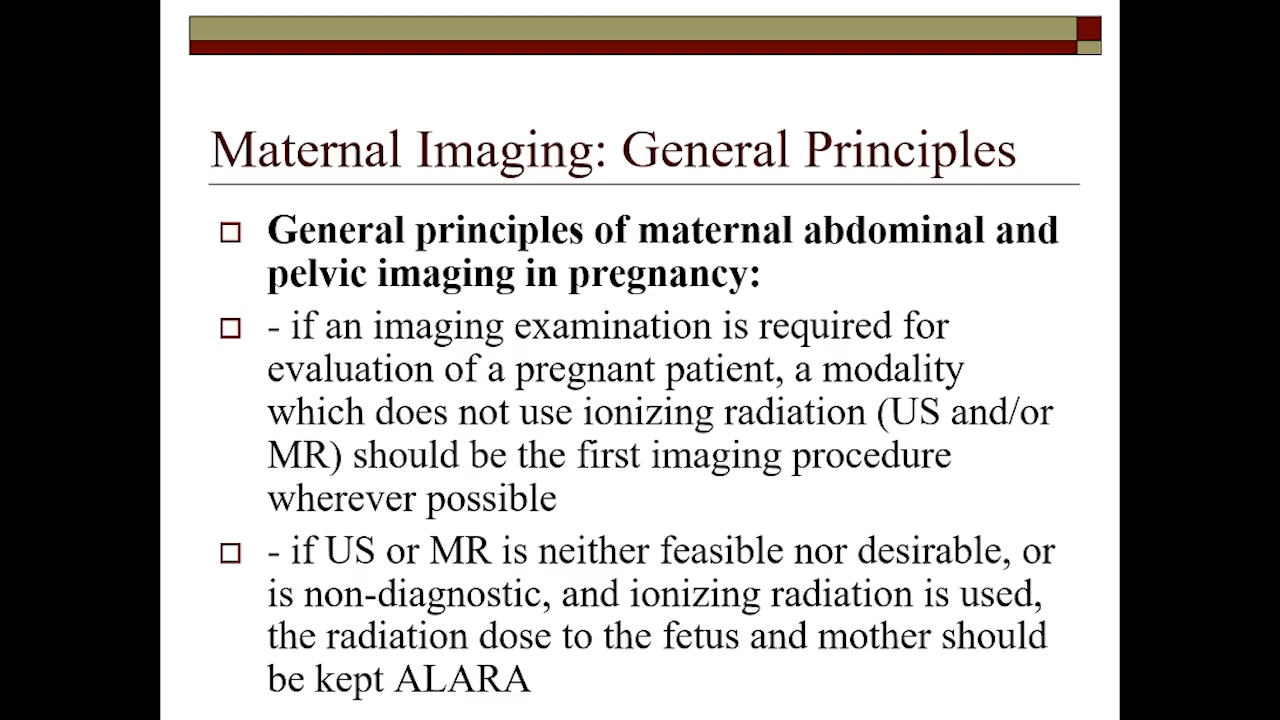 Maternal Imaging: General Principles
General principles of maternal abdominal and
pelvic imaging in pregnancy:
- if an imaging examination is required for
evaluation of a pregnant patient, a modality
which does not use ionizing radiation (US and/or
MR) should be the first imaging procedure
wherever possible
- if US or MR is neither feasible nor desirable, or
is non-diagnostic, and ionizing radiation is used,
the radiation dose to the fetus and mother should
be kept ALARA